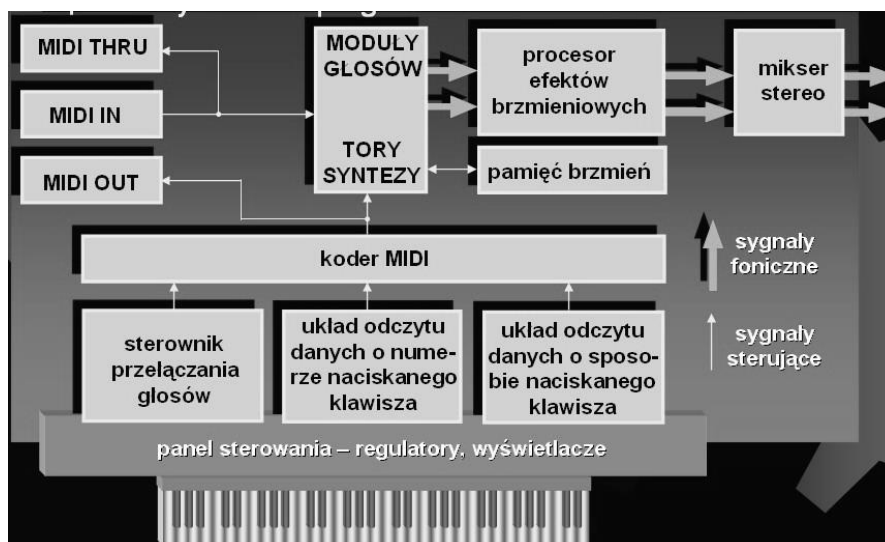 MIDI THRU
MIDI IN
MIDI OUT
MODUŁY
GŁOSÓW
TORY
SYNTEZY
procesor
efektów
brzmieniowych
mikser
stereo
pamięć brzmień
koder MIDI
sygnały
foniczne
sterownik
przełączania
głosów
układ odczytu
danych o nume-
rze naciskanego
klawisza
układ odczytu
danych o sposo-
bie naciskanego
klawisza
sygnały
sterujące
panel sterowania – regulatory, wyświetlacze